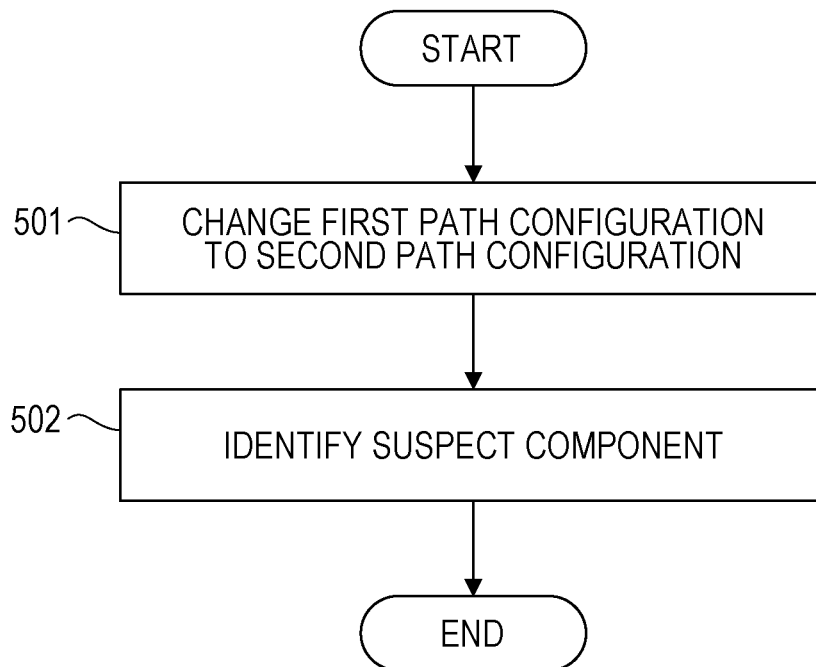 START
501
CHANGE FIRST PATH CONFIGURATION
TO SECOND PATH CONFIGURATION
502
IDENTIFY SUSPECT COMPONENT
END